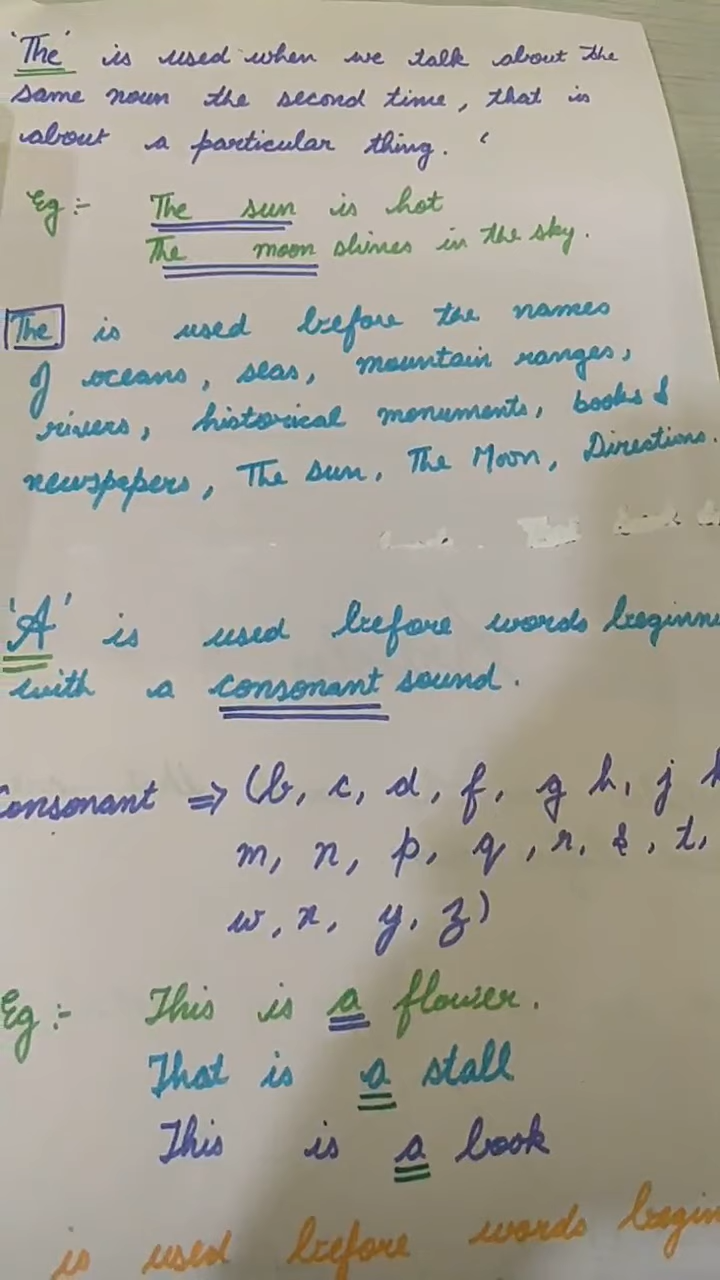 'The' is used when we talk about the
same noun the second time, that is
about a particular thing.
Eg :- The sun is hot
The moon shines in the sky.
The is used before the names
of oceans, seas, mountain ranges,
rivers, historical monuments, books &
newspapers, The sun, The Moon, Directions.
'A' is used before words beginn
with a consonant sound.
Consonant ⇒ (b, c, d, f, g h, j
m, n, p, q, r, s, t,
w, x, y, z)
Eg :- This is a flower.
That is a stall
This is a book
is used before words begin